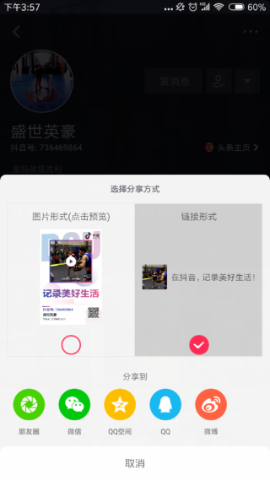 下午3:57
60%
发消息
盛世英豪
抖音号: 736469864
头条主页
选择分享方式
图片形式(点击预览)
链接形式
记录美好生活
在抖音，记录美好生活！
分享到
朋友圈
微信
QQ空间
QQ
微博
取消